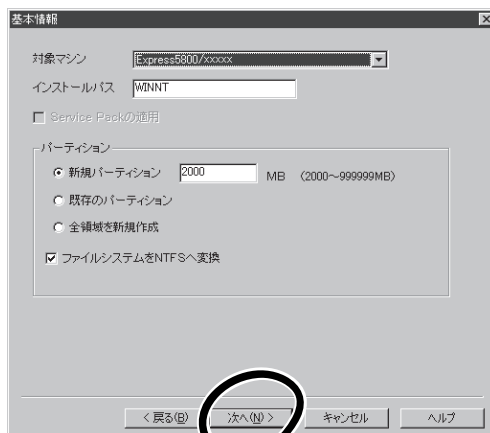 基本情報
対象マシン Express5800/xxxxx
インストールパス WINNT
Service Packの適用
パーティション
新規パーティション 2000 MB (2000～999999MB)
既存のパーティション
全領域を新規作成
ファイルシステムをNTFSへ変換
< 戻る(B) 次へ(N) > キャンセル ヘルプ